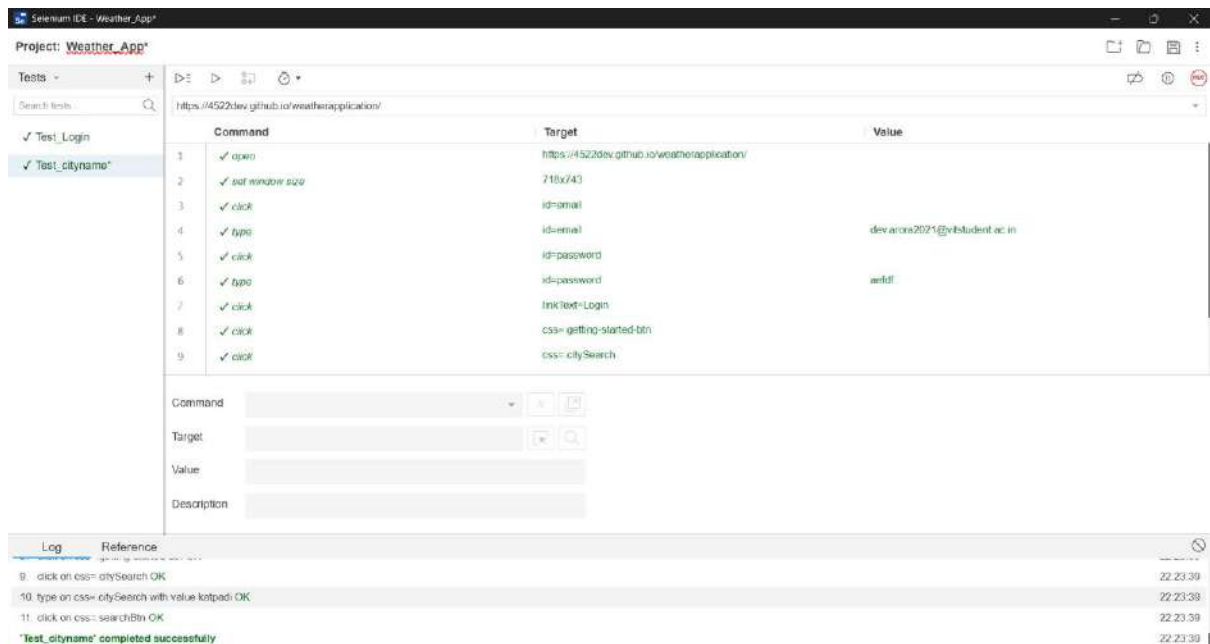 Selenium IDE - Weather_App*
Project: Weather_App*
Tests
Search tests...
https://4522dev.github.io/weatherapplication/
Command Target Value
✓ Test_Login
✓ Test_cityname*
1 ✓ open https://4522dev.github.io/weatherapplication/
2 ✓ set window size 718x743
3 ✓ click id=email
4 ✓ type id=email dev.arora2021@vitstudent.ac.in
5 ✓ click id=password
6 ✓ type id=password
7 ✓ click linkText=Login
8 ✓ click css=.getting-started-btn
9 ✓ click css=.citySearch
Command
Target
Value
Description
Log Reference
9. click on css=.citySearch OK 22:23:39
10. type on css=.citySearch with value katpadi OK 22:23:39
11. click on css=.searchBtn OK 22:23:39
'Test_cityname' completed successfully 22:23:39